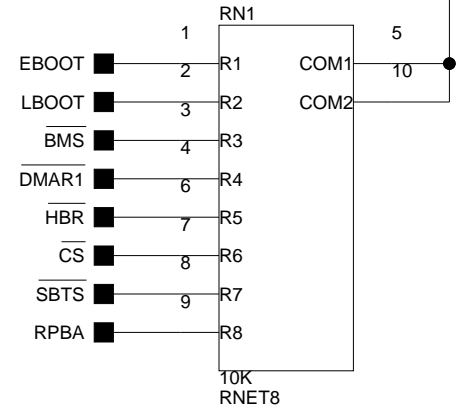 RN1
1 5
EBOOT R1 COM1
2 10
LBOOT R2 COM2
3
BMS R3
4
DMAR1 R4
6
HBR R5
7
CS R6
8
SBTS R7
9
RPBA R8
10K
RNET8